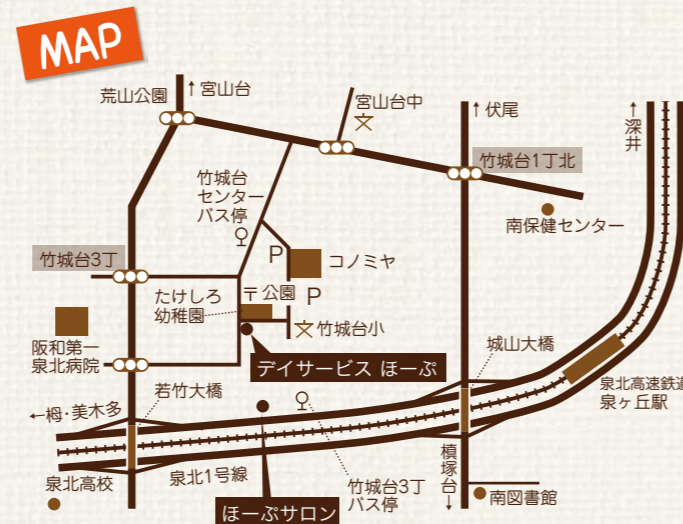 MAP
荒山公園
↑宮山台
宮山台中
↑伏尾
↑深井
竹城台1丁北
竹城台
センター
バス停
南保健センター
竹城台3丁
P
コノミヤ
たけしろ
幼稚園
〒公園
P
竹城台小
阪和第一
泉北病院
デイサービス ほーぷ
城山大橋
泉北高速鉄道
泉ヶ丘駅
若竹大橋
←栂・美木多
泉北高校
泉北1号線
竹城台3丁
バス停
槙塚台↓
南図書館
ほーぷサロン